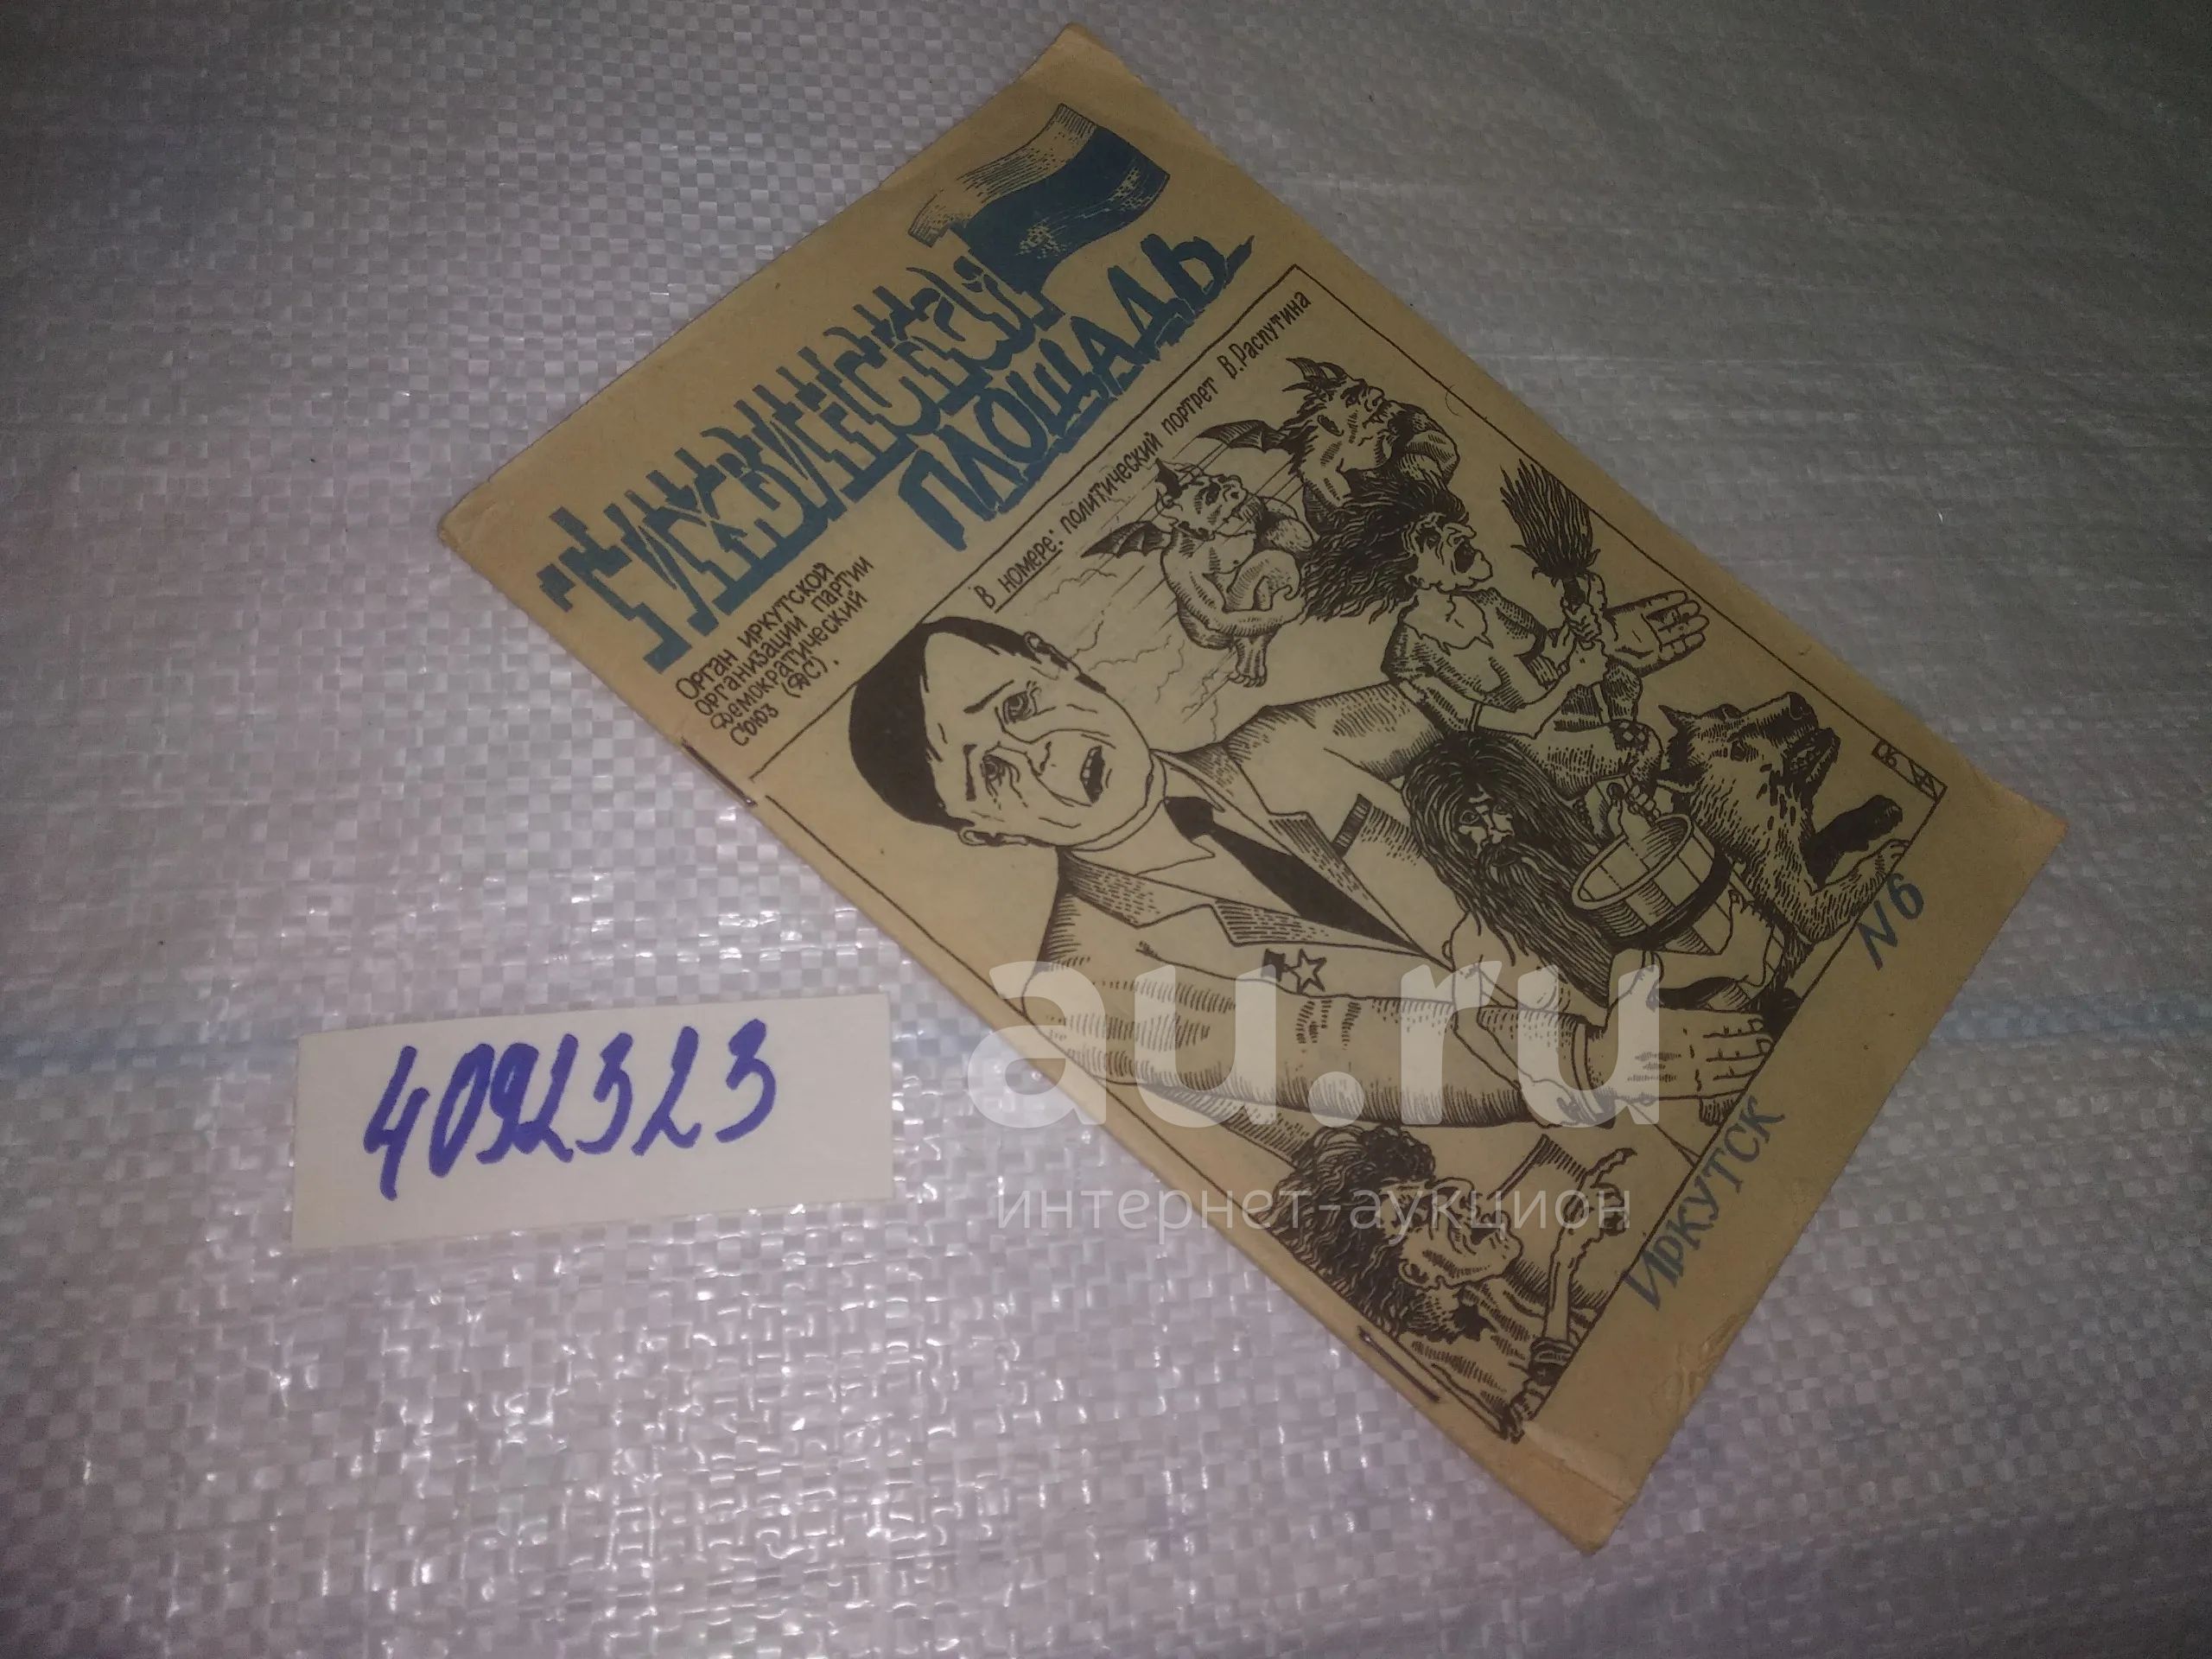 ТИХВИНСКАЯ
ПЛОЩАДЬ
Орган иркутской
организации партии
демократический
Союз (ДС).
В номере: политический портрет В.Распутина
N6
Иркутск
4092323
au.ru
интернет-аукцион